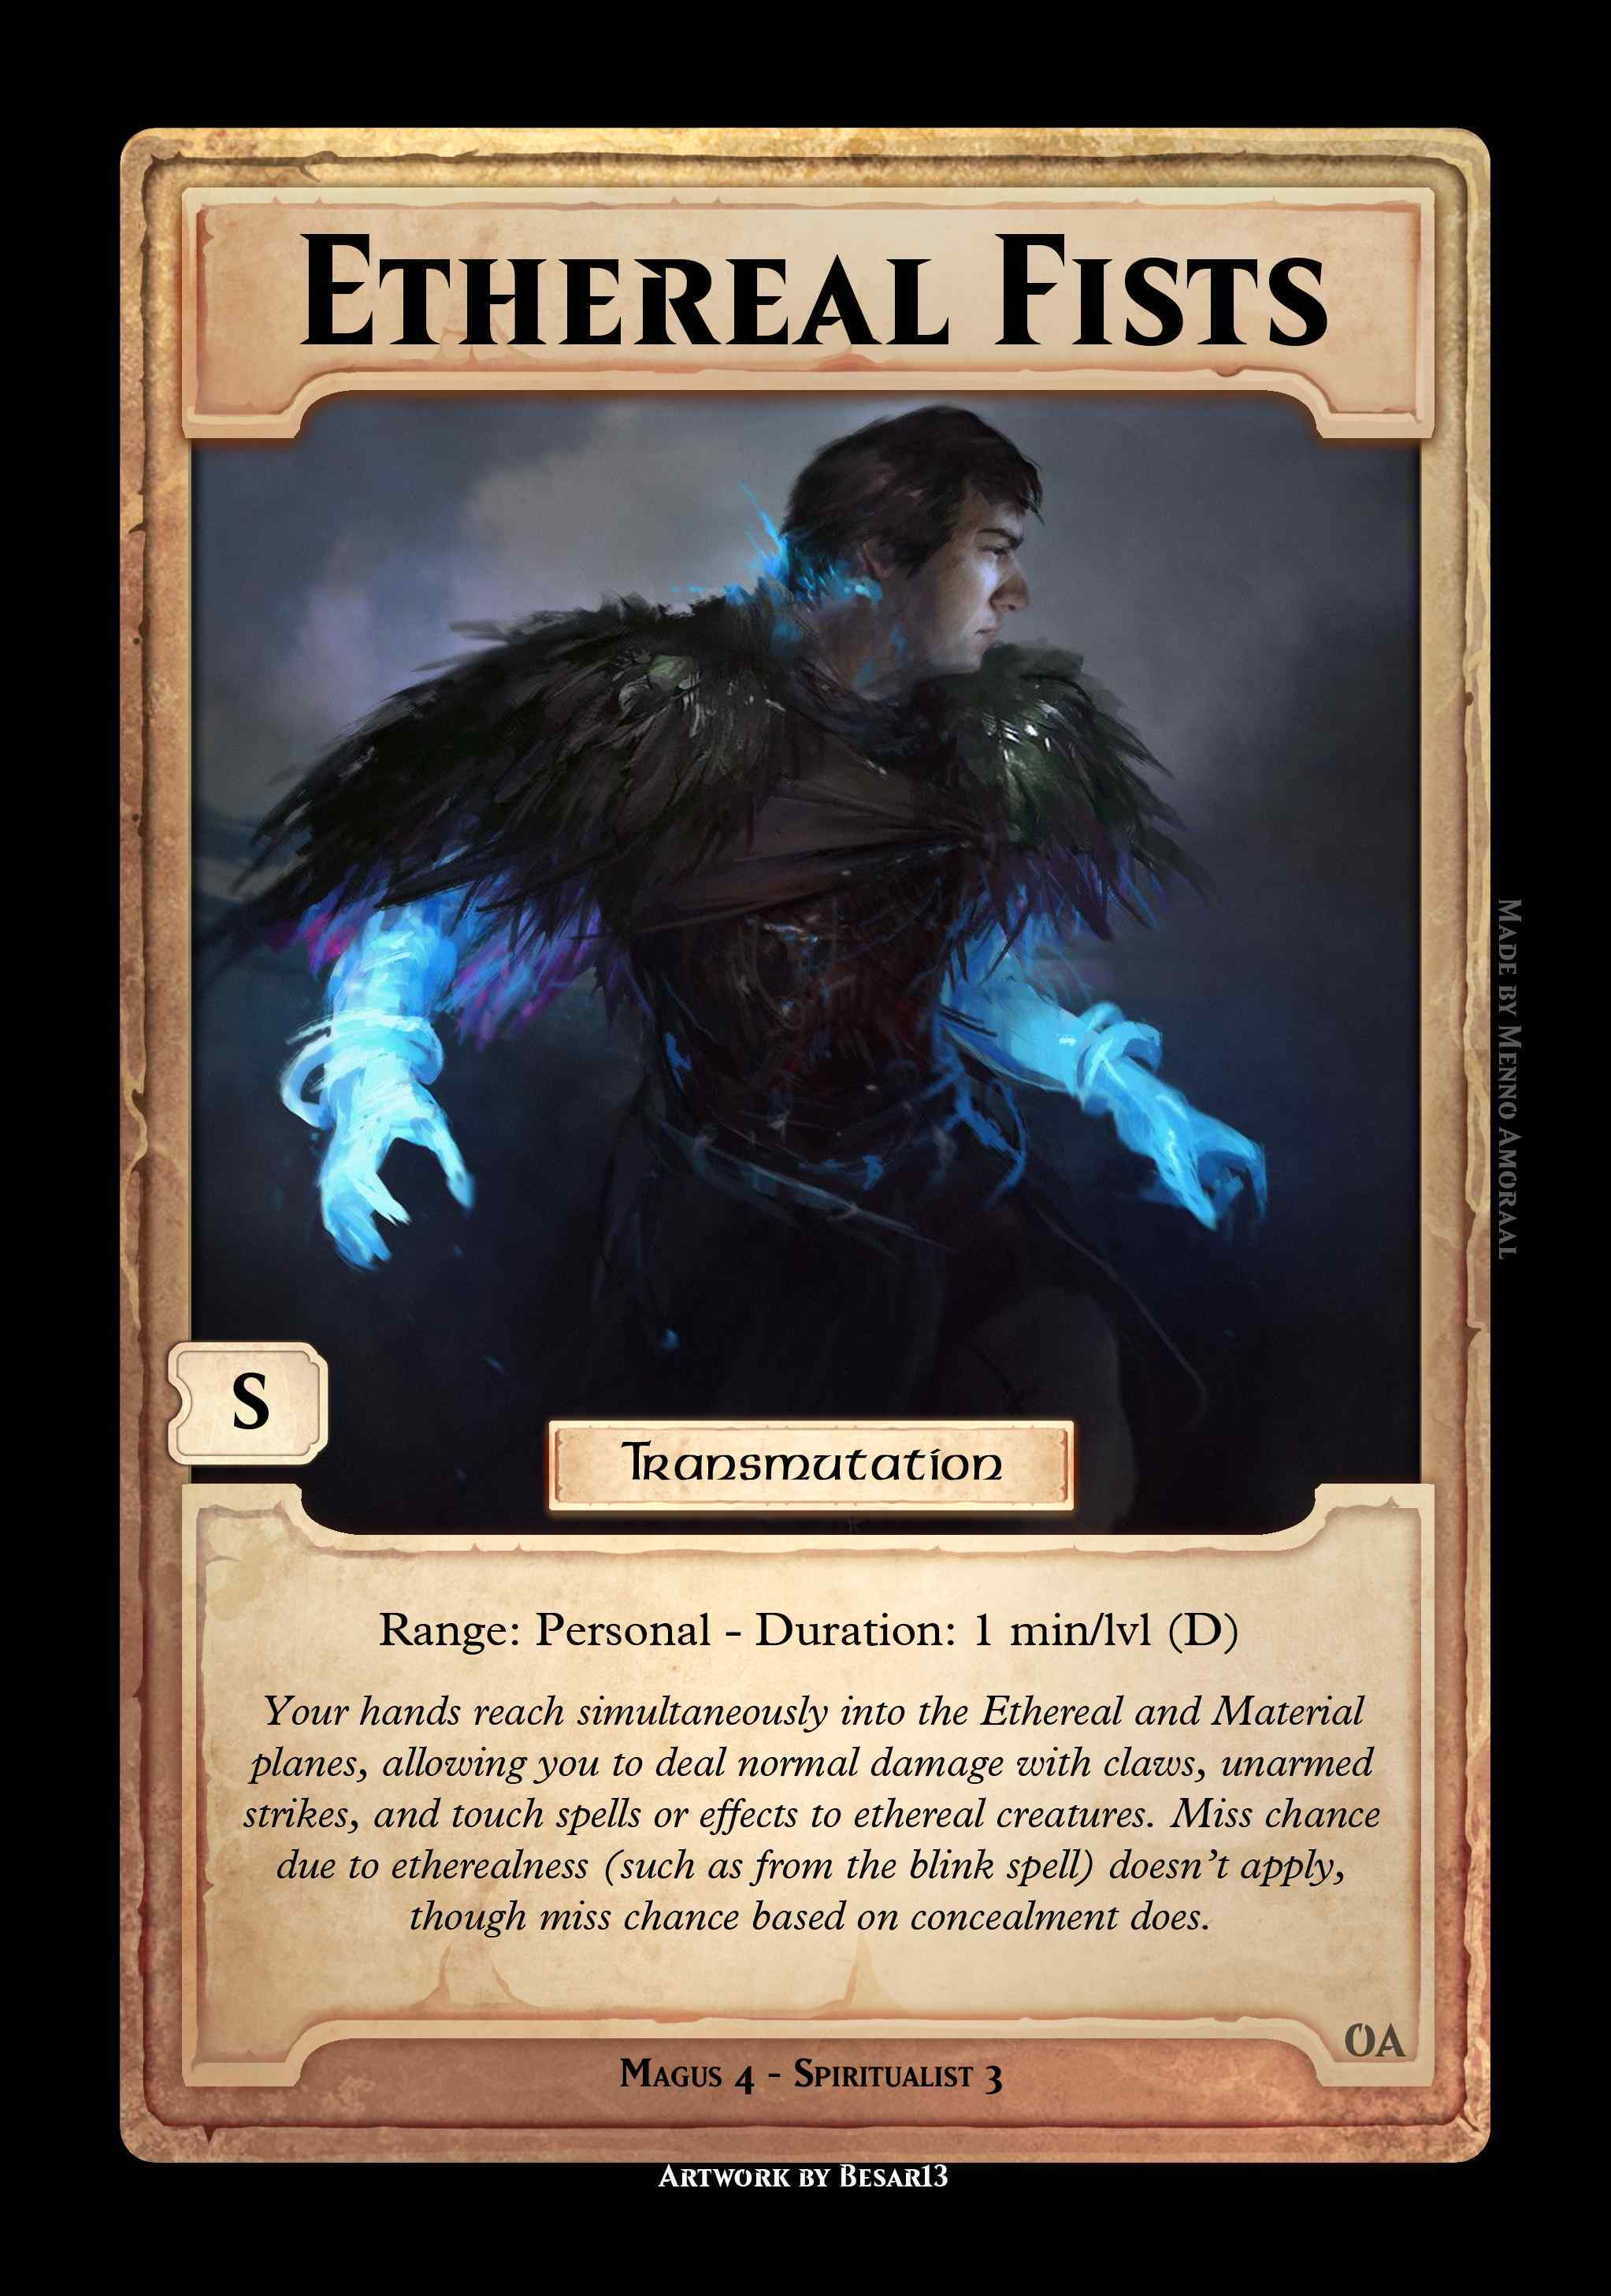 Ethereal Fists
S
Transmutation
Range: Personal - Duration: 1 min/lvl (D)
Your hands reach simultaneously into the Ethereal and Material
planes, allowing you to deal normal damage with claws, unarmed
strikes, and touch spells or effects to ethereal creatures. Miss chance
due to etherealness (such as from the blink spell) doesn't apply,
though miss chance based on concealment does.
OA
Magus 4 - Spiritualist 3
Artwork by Besar13
Made by Menno Amoraal